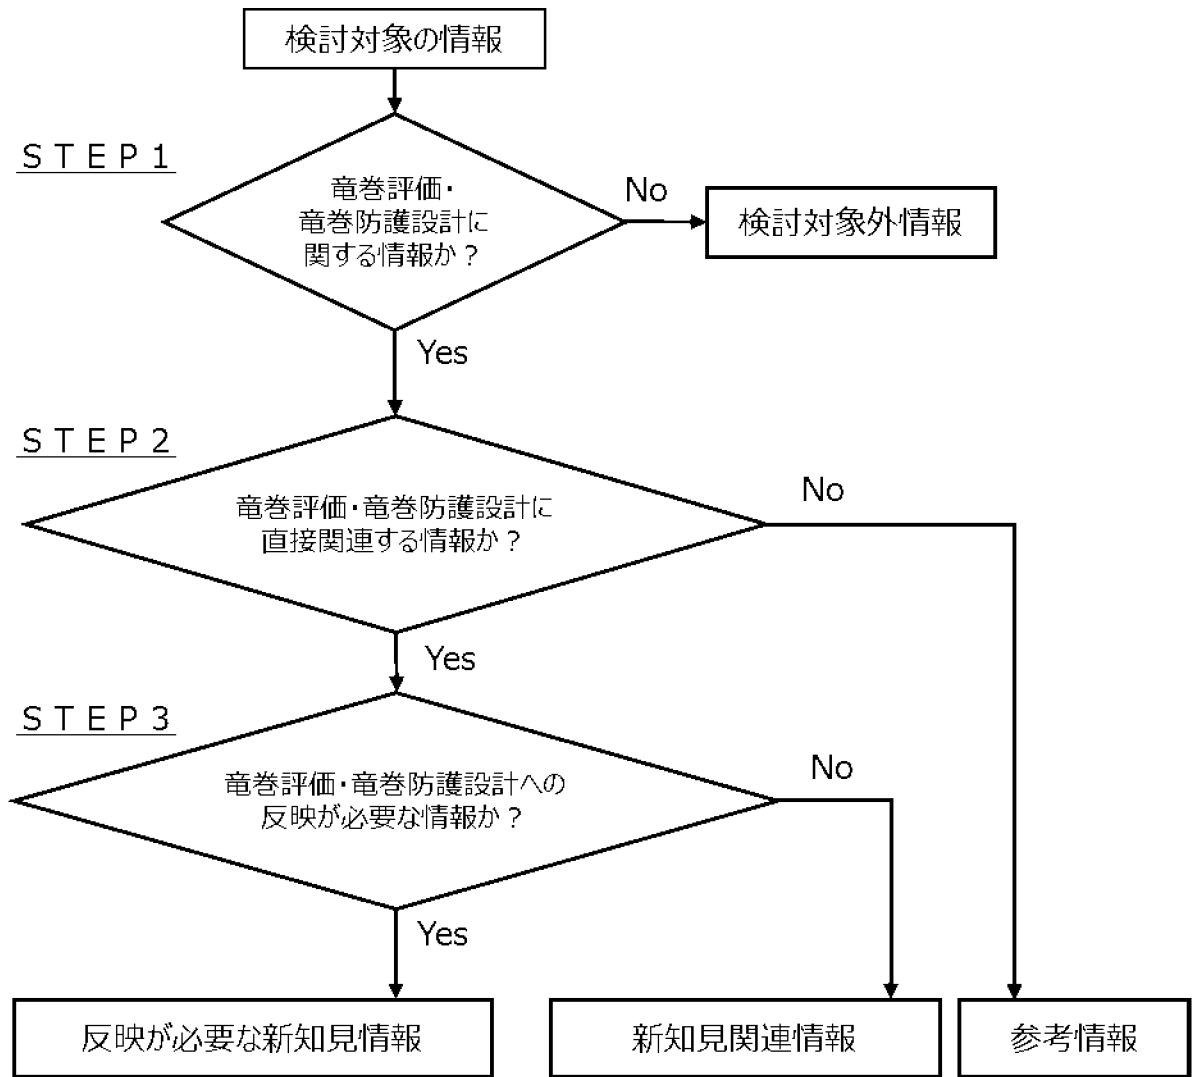 検討対象の情報
STEP1
竜巻評価・
竜巻防護設計に
関する情報か？
No
検討対象外情報
Yes
STEP2
竜巻評価・竜巻防護設計に
直接関連する情報か？
No
Yes
STEP3
竜巻評価・竜巻防護設計への
反映が必要な情報か？
No
Yes
反映が必要な新知見情報
新知見関連情報
参考情報